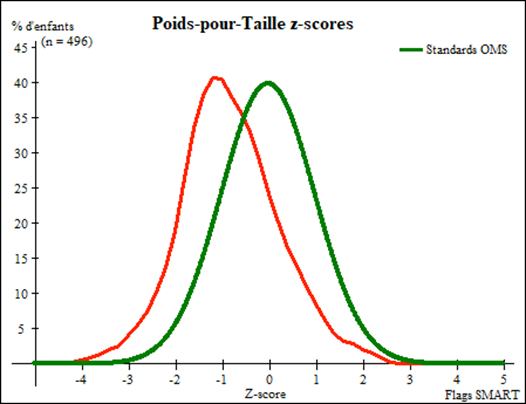 Poids-pour-Taille z-scores
% d'enfants
(n = 496)
Standards OMS
45
40
35
30
25
20
15
10
5
-4 -3 -2 -1 0 1 2 3 4 5
Z-score
Flags SMART